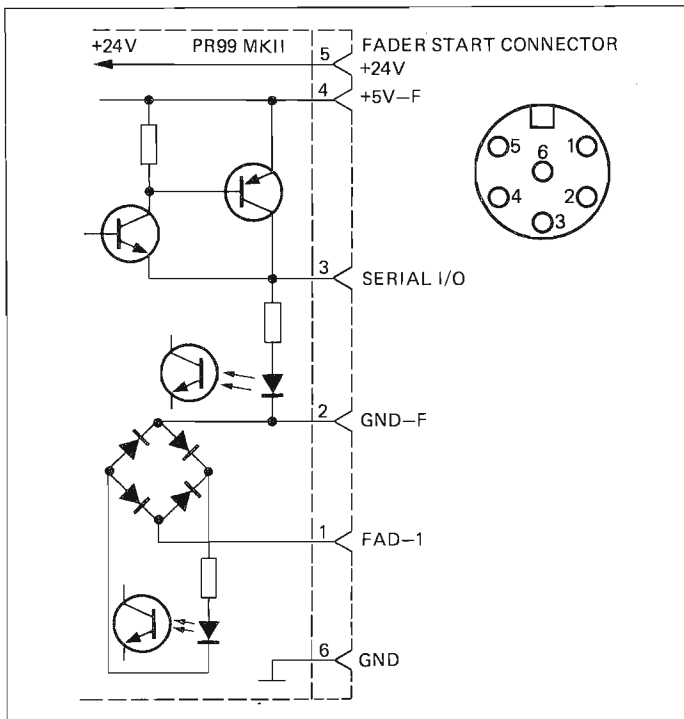 +24V PR99 MKII 5 FADER START CONNECTOR
+24V
4 +5V–F
5 6 1
4 2
3
3 SERIAL I/O
2 GND–F
1 FAD–1
6 GND